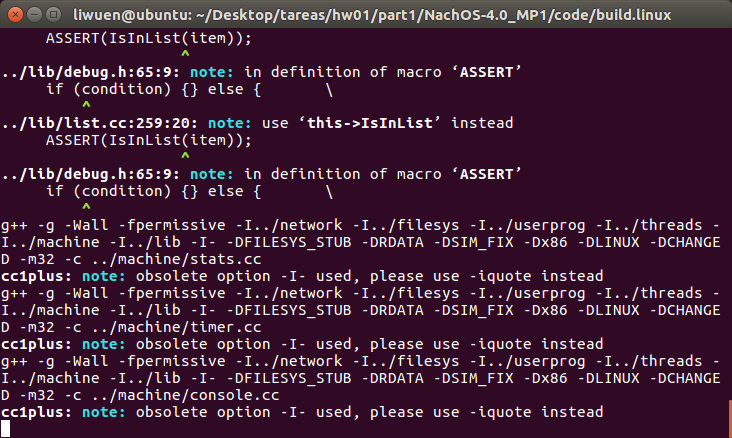 liwuen@ubuntu: ~/Desktop/tareas/hw01/part1/NachOS-4.0_MP1/code/build.linux
ASSERT(IsInList(item));
^
../lib/debug.h:65:9: note: in definition of macro ‘ASSERT’
if (condition) {} else {       \
^
../lib/list.cc:259:20: note: use ‘this->IsInList’ instead
ASSERT(IsInList(item));
^
../lib/debug.h:65:9: note: in definition of macro ‘ASSERT’
if (condition) {} else {       \
^
g++ -g -Wall -fpermissive -I../network -I../filesys -I../userprog -I../threads -
I../machine -I../lib -I- -DFILESYS_STUB -DRDATA -DSIM_FIX -Dx86 -DLINUX -DCHANGE
D -m32 -c ../machine/stats.cc
cc1plus: note: obsolete option -I- used, please use -iquote instead
g++ -g -Wall -fpermissive -I../network -I../filesys -I../userprog -I../threads -
I../machine -I../lib -I- -DFILESYS_STUB -DRDATA -DSIM_FIX -Dx86 -DLINUX -DCHANGE
D -m32 -c ../machine/timer.cc
cc1plus: note: obsolete option -I- used, please use -iquote instead
g++ -g -Wall -fpermissive -I../network -I../filesys -I../userprog -I../threads -
I../machine -I../lib -I- -DFILESYS_STUB -DRDATA -DSIM_FIX -Dx86 -DLINUX -DCHANGE
D -m32 -c ../machine/console.cc
cc1plus: note: obsolete option -I- used, please use -iquote instead